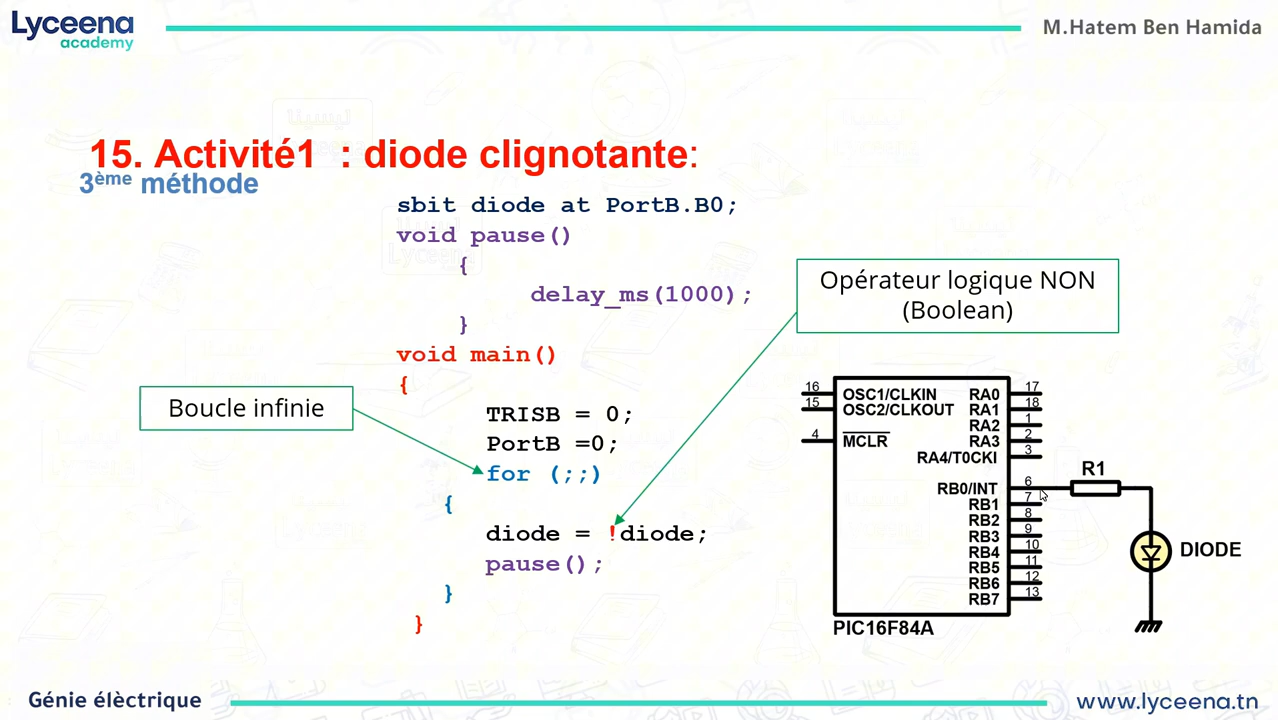 Lyceena
academy
M.Hatem Ben Hamida
15. Activité1 : diode clignotante:
3ème méthode
sbit diode at PortB.B0;
void pause()
{
delay_ms(1000);
}
void main()
{
TRISB = 0;
PortB =0;
for (;;)
{
diode = !diode;
pause();
}
}
Boucle infinie
Opérateur logique NON
(Boolean)
16 OSC1/CLKIN RA0 17
15 OSC2/CLKOUT RA1 18
RA2 1
4 MCLR RA3 2
RA4/T0CKI 3
RB0/INT 6
RB1 7
RB2 8
RB3 9
RB4 10
RB5 11
RB6 12
RB7 13
PIC16F84A
R1
DIODE
Génie élèctrique
www.lyceena.tn